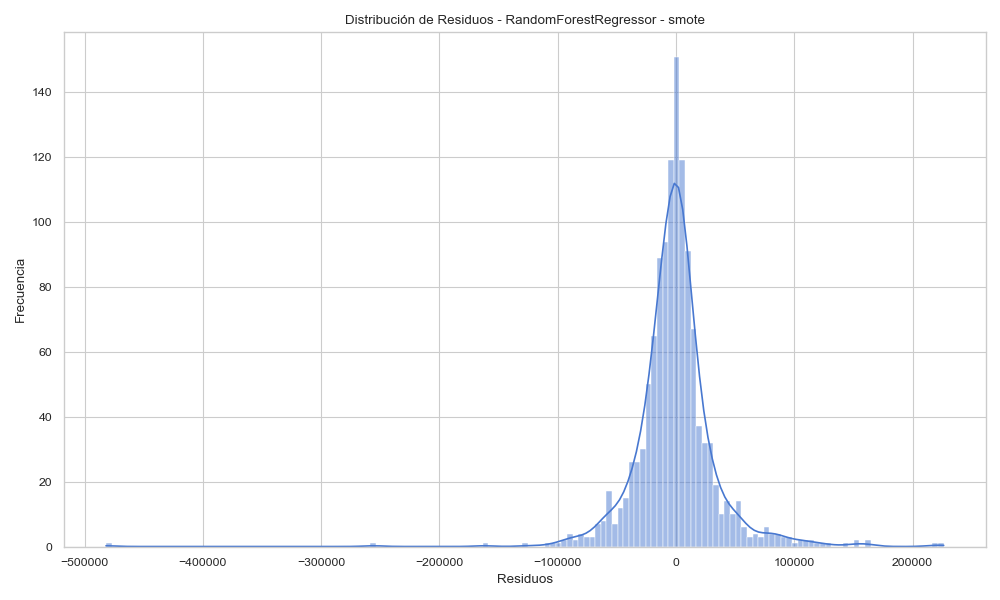 Distribución de Residuos - RandomForestRegressor - smote
Frecuencia
140
120
100
80
60
40
20
0
−500000 −400000 −300000 −200000 −100000 0 100000 200000
Residuos